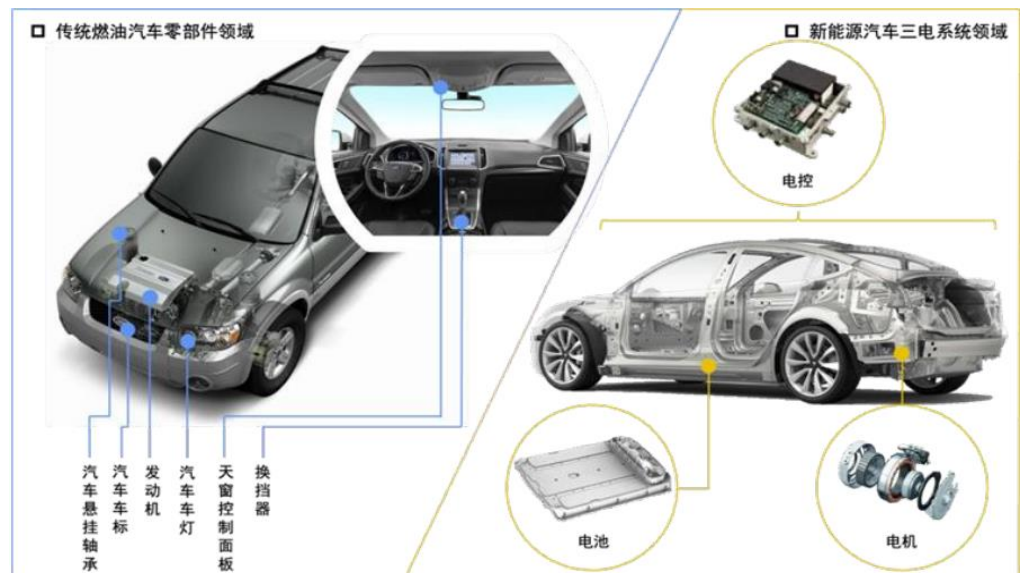 传统燃油汽车零部件领域
新能源汽车三电系统领域
电控
汽车悬挂轴承
汽车车标
发动机
汽车车灯
天窗控制面板
换挡器
电池
电机